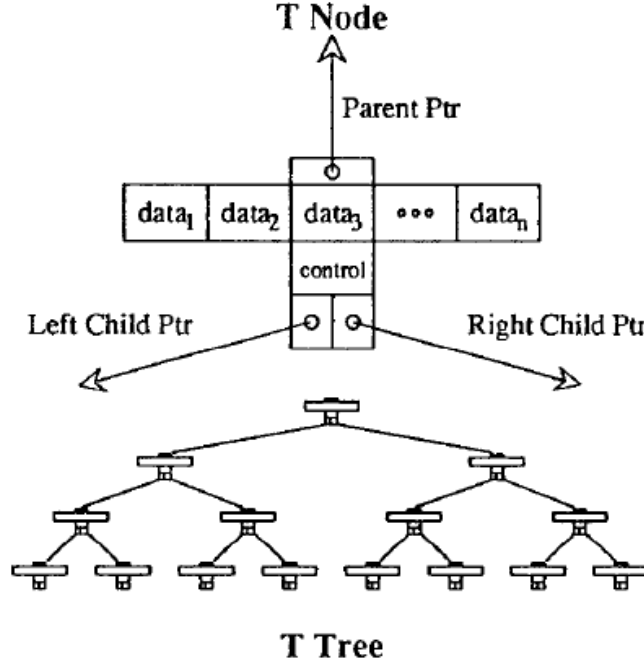 T Node
Parent Ptr
data₁ data₂ data₃ ••• dataₙ
control
Left Child Ptr
Right Child Ptr
T Tree